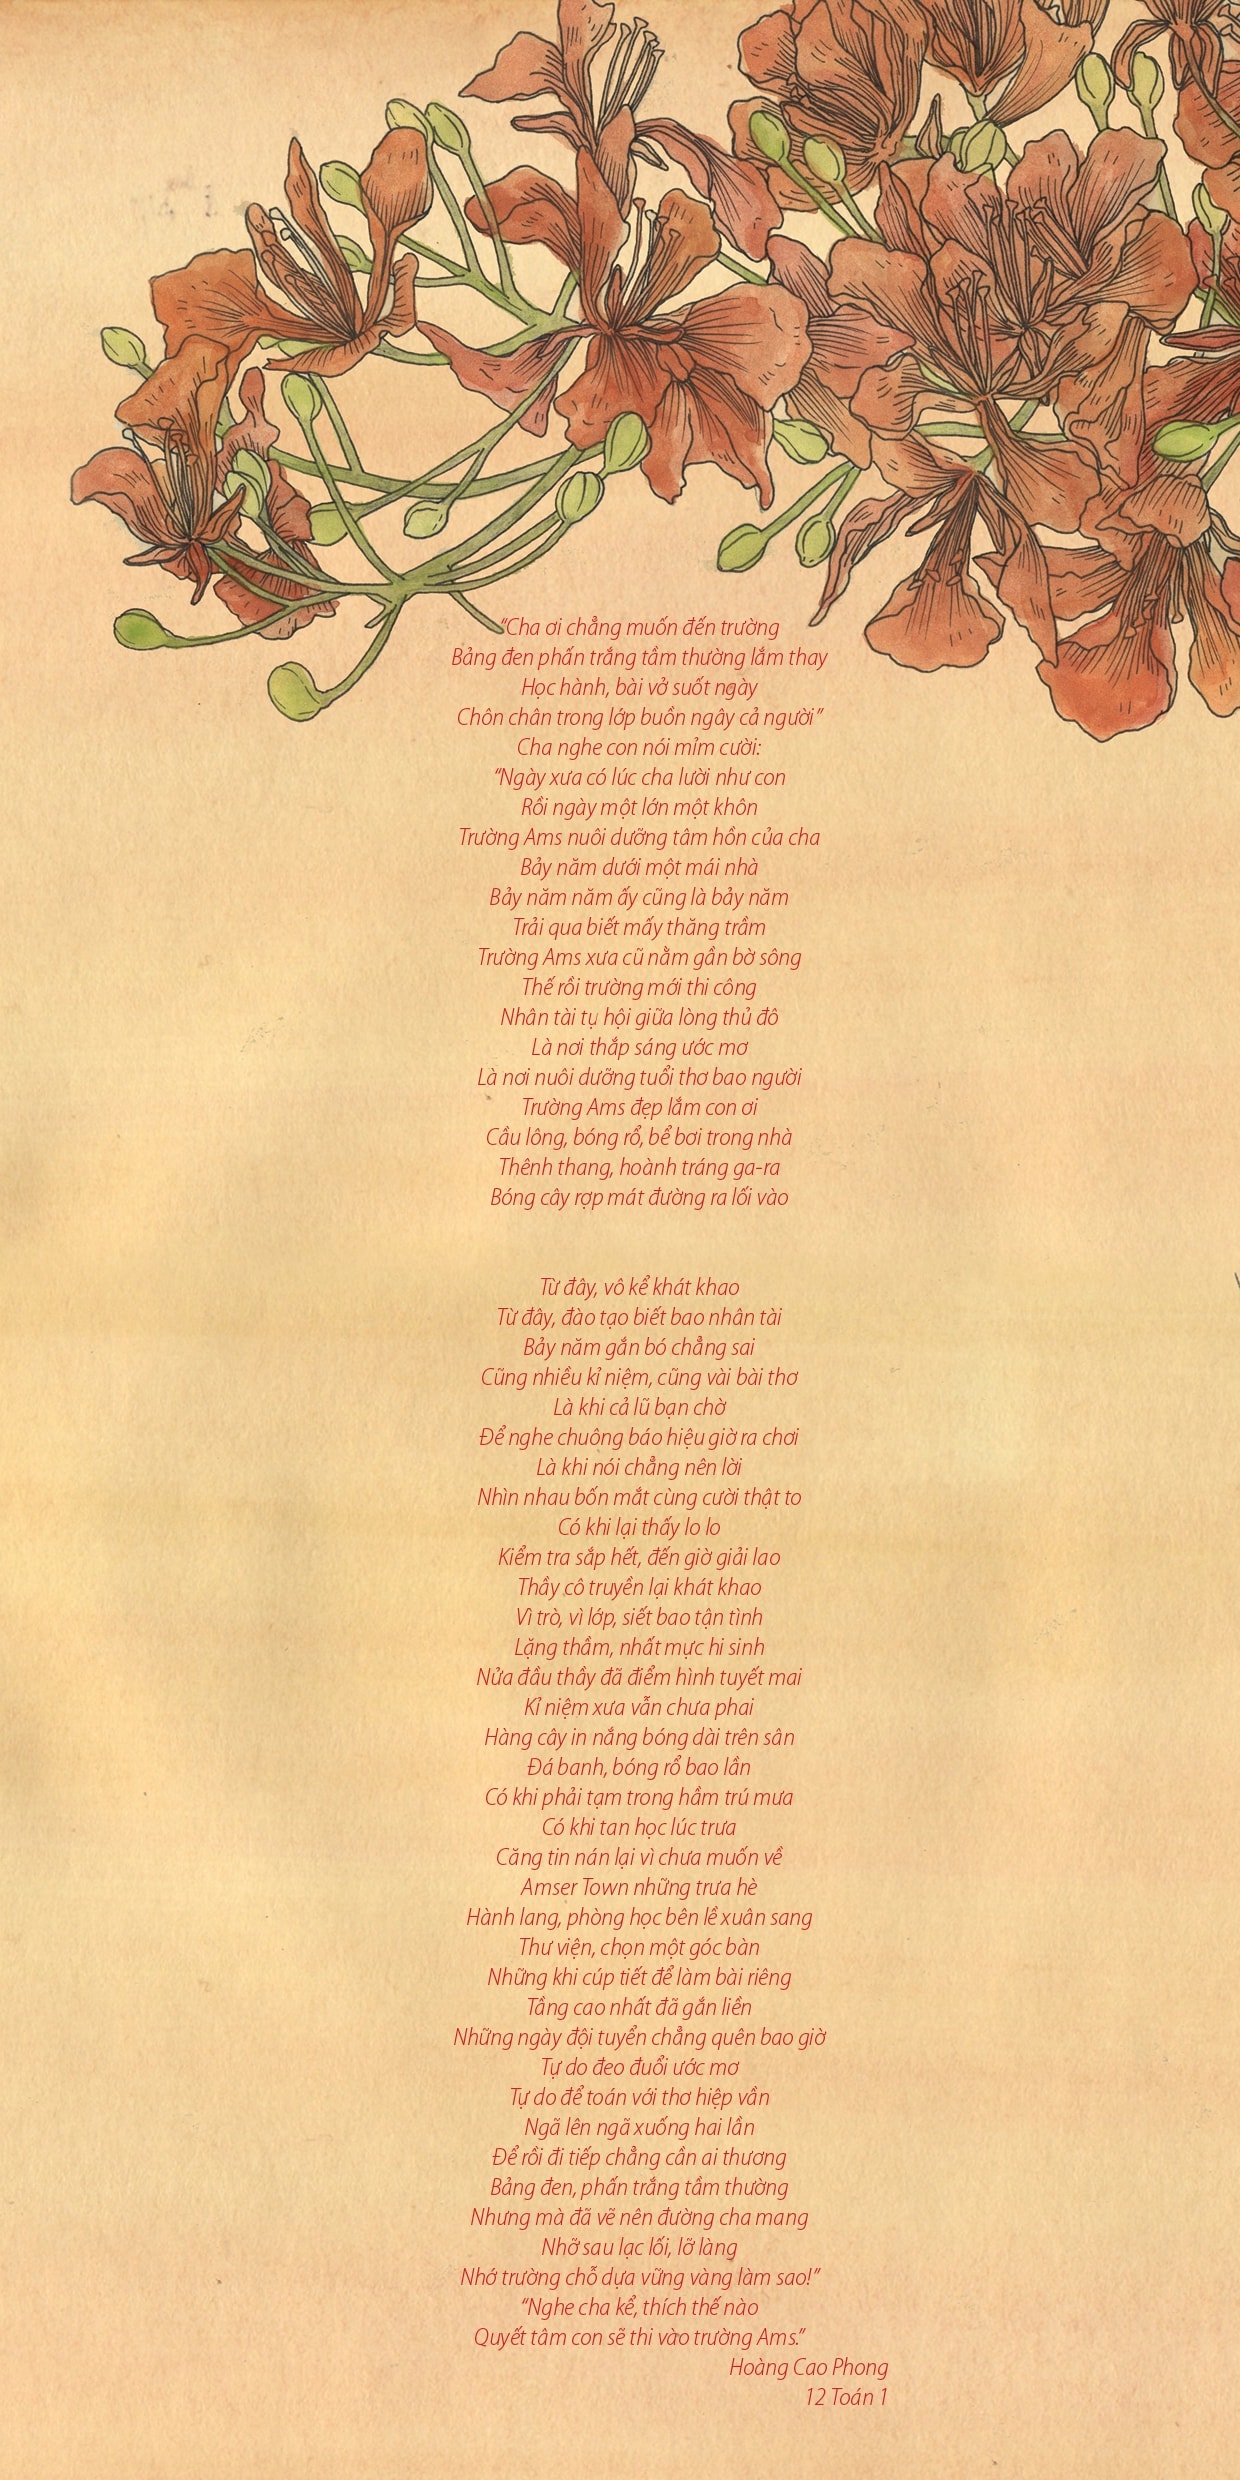 “Cha ơi chẳng muốn đến trường
Bảng đen phấn trắng tầm thường lắm thay
Học hành, bài vở suốt ngày
Chôn chân trong lớp buồn ngây cả người”
Cha nghe con nói mỉm cười:
“Ngày xưa có lúc cha lười như con
Rồi ngày một lớn một khôn
Trường Ams nuôi dưỡng tâm hồn của cha
Bảy năm dưới một mái nhà
Bảy năm năm ấy cũng là bảy năm
Trải qua biết mấy thăng trầm
Trường Ams xưa cũ nằm gần bờ sông
Thế rồi trường mới thi công
Nhân tài tụ hội giữa lòng thủ đô
Là nơi thắp sáng ước mơ
Là nơi nuôi dưỡng tuổi thơ bao người
Trường Ams đẹp lắm con ơi
Cầu lông, bóng rổ, bể bơi trong nhà
Thênh thang, hoành tráng ga-ra
Bóng cây rợp mát đường ra lối vào
Từ đây, vô kể khát khao
Từ đây, đào tạo biết bao nhân tài
Bảy năm gắn bó chẳng sai
Cũng nhiều kỉ niệm, cũng vài bài thơ
Là khi cả lũ bạn chờ
Để nghe chuông báo hiệu giờ ra chơi
Là khi nói chẳng nên lời
Nhìn nhau bốn mắt cùng cười thật to
Có khi lại thấy lo lo
Kiểm tra sắp hết, đến giờ giải lao
Thầy cô truyền lại khát khao
Vì trò, vì lớp, siết bao tận tình
Lặng thầm, nhất mực hi sinh
Nửa đầu thầy đã điểm hình tuyết mai
Kỉ niệm xưa vẫn chưa phai
Hàng cây in nắng bóng dài trên sân
Đá banh, bóng rổ bao lần
Có khi phải tạm trong hầm trú mưa
Có khi tan học lúc trưa
Căng tin nán lại vì chưa muốn về
Amser Town những trưa hè
Hành lang, phòng học bên lề xuân sang
Thư viện, chọn một góc bàn
Những khi cúp tiết để làm bài riêng
Tầng cao nhất đã gắn liền
Những ngày đội tuyển chẳng quên bao giờ
Tự do đeo đuổi ước mơ
Tự do để toán với thơ hiệp vần
Ngã lên ngã xuống hai lần
Để rồi đi tiếp chẳng cần ai thương
Bảng đen, phấn trắng tầm thường
Nhưng mà đã vẽ nên đường cha mang
Nhỡ sau lạc lối, lỡ làng
Nhớ trường chỗ dựa vững vàng làm sao!”
“Nghe cha kể, thích thế nào
Quyết tâm con sẽ thi vào trường Ams.”
Hoàng Cao Phong
12 Toán 1